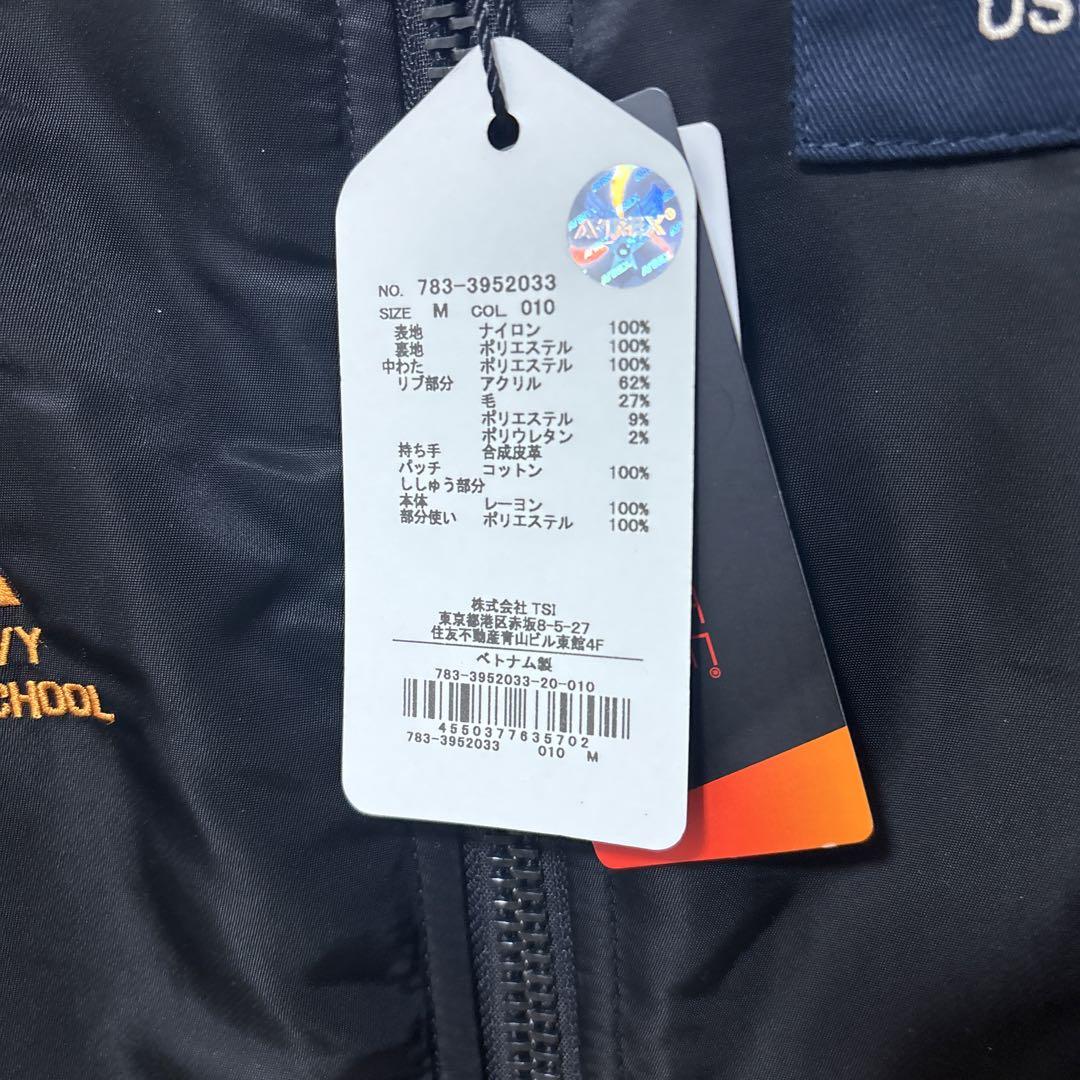 US
AVIREX®
NO. 783-3952033
SIZE M COL 010
表地 ナイロン 100%
裏地 ポリエステル 100%
中わた ポリエステル 100%
リブ部分 アクリル 62%
毛 27%
ポリエステル 9%
ポリウレタン 2%
持ち手 合成皮革
パッチ コットン 100%
ししゅう部分
本体 レーヨン 100%
部分使い ポリエステル 100%
株式会社 TSI
東京都港区赤坂8-5-27
住友不動産青山ビル東館4F
ベトナム製
783-3952033-20-010
4550377635702
783-3952033 010 M
VY
CHOOL